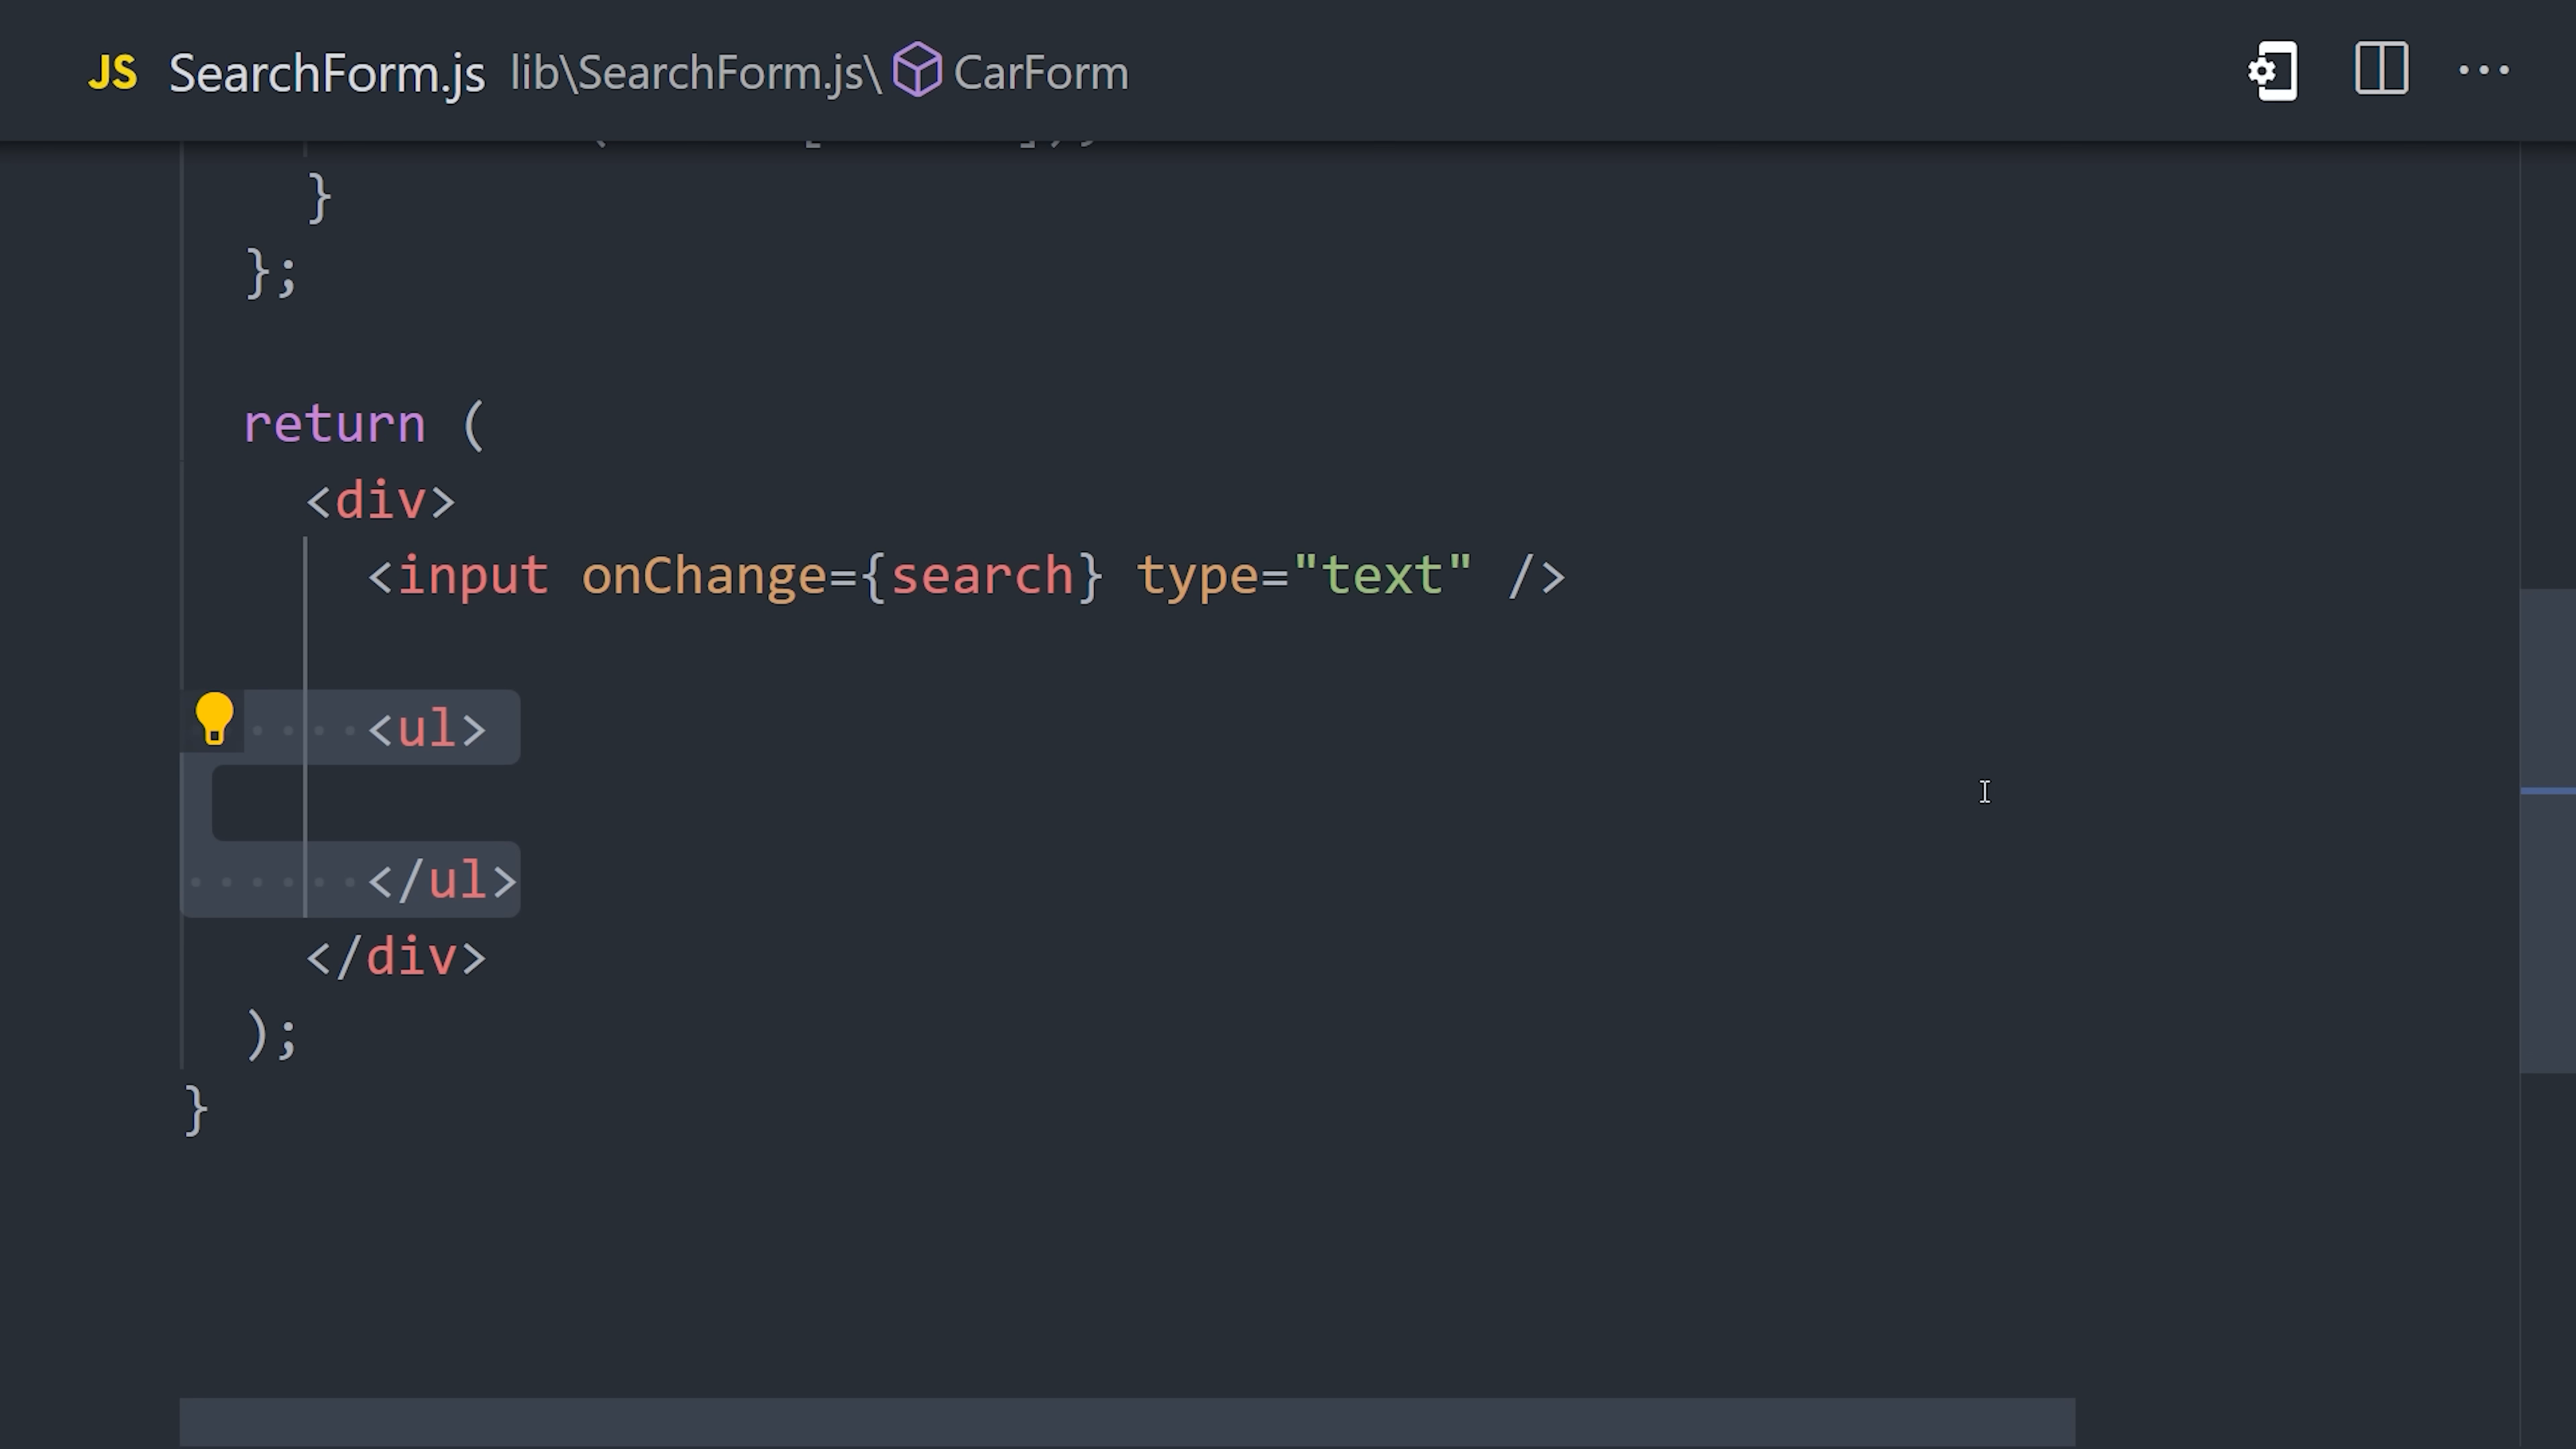 JS SearchForm.js lib\SearchForm.js\ CarForm
}
};
return (
<div>
<input onChange={search} type="text" />
<ul>
</ul>
</div>
);
}